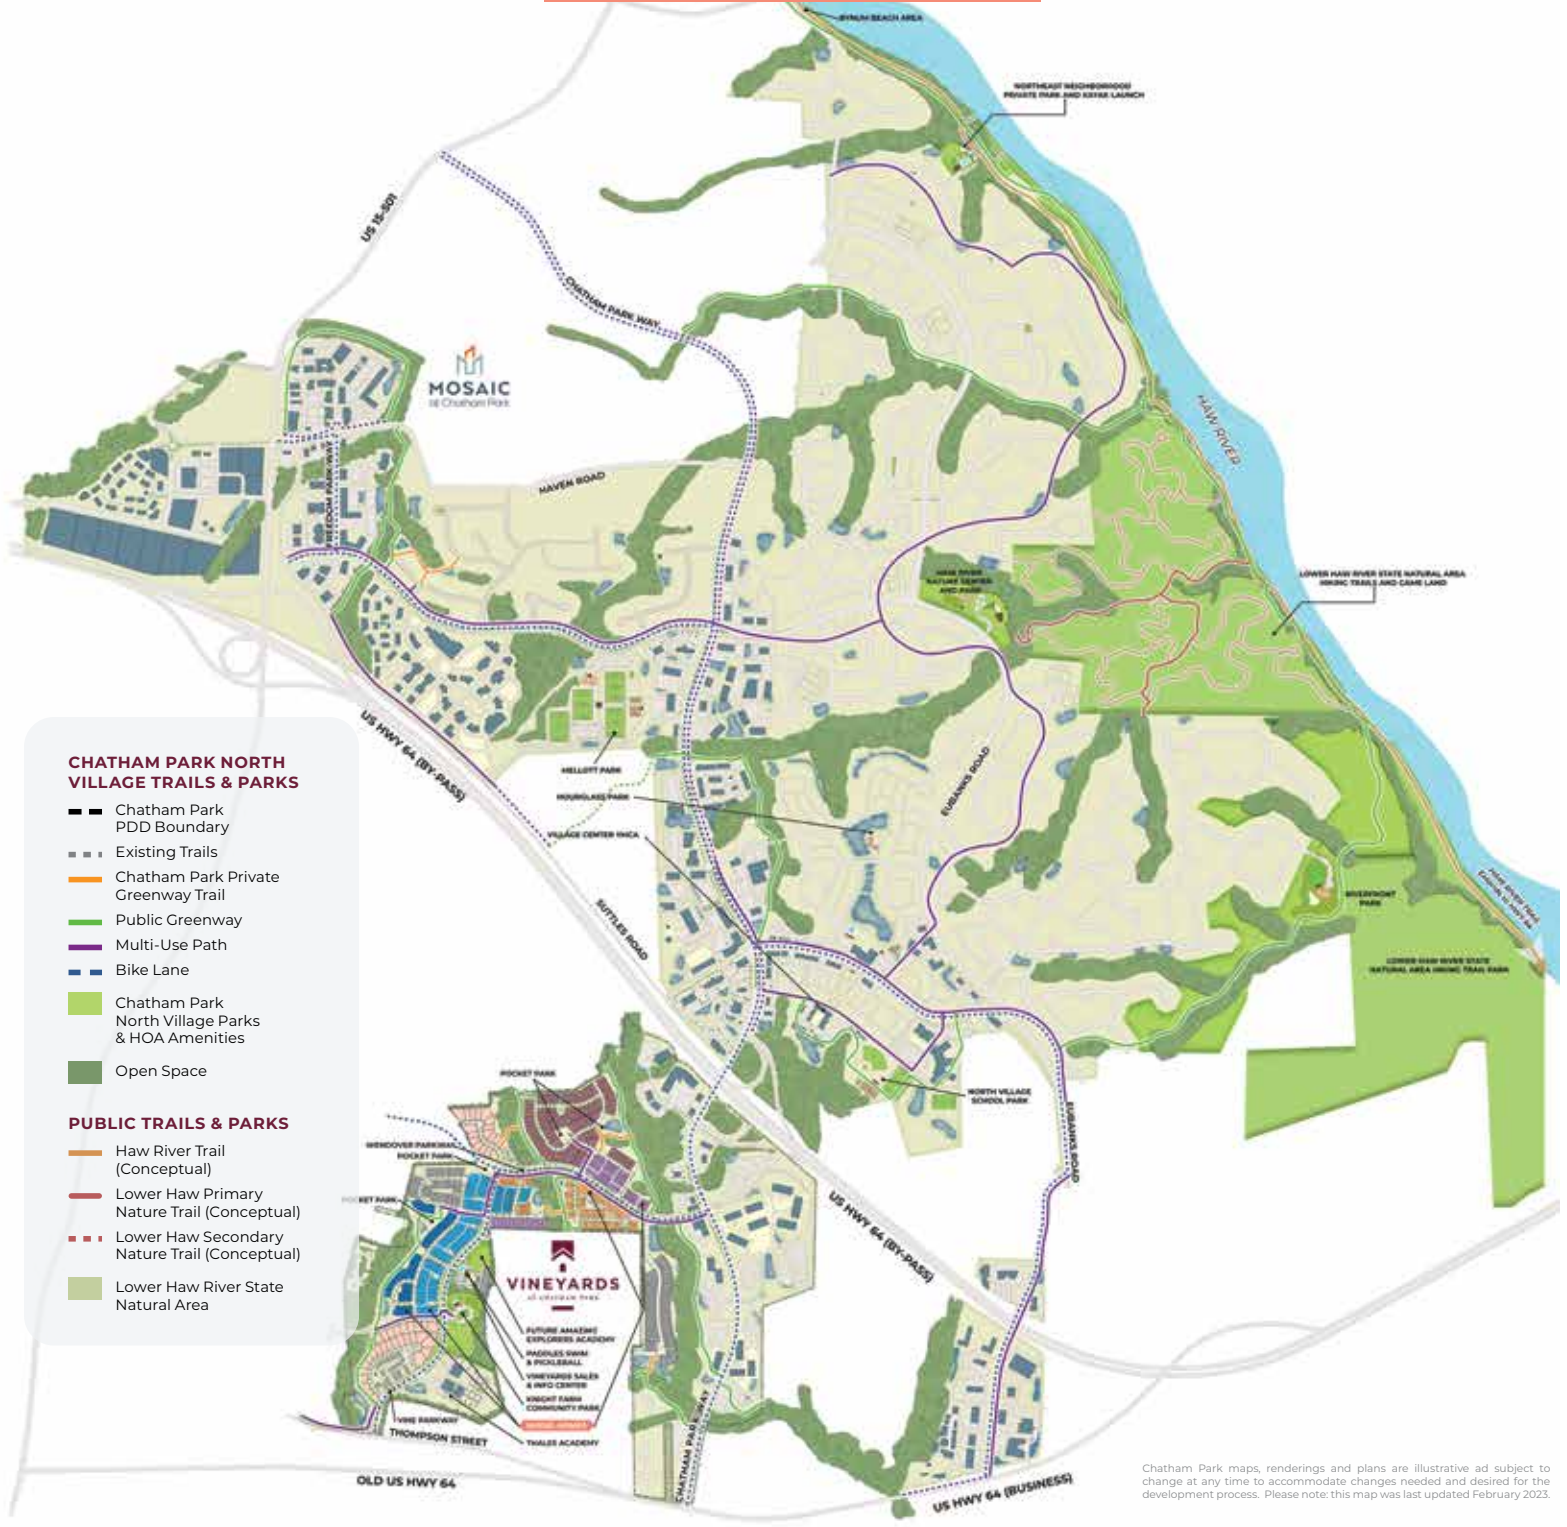 BYNUM BEACH AREA
NORTHEAST NEIGHBORHOOD
PRIVATE PARK AND KAYAK LAUNCH
US 15-501
CHATHAM PARK WAY
MOSAIC
at Chatham Park
HAW RIVER
FREEDOM PARKWAY
HAVEN ROAD
HAW RIVER
NATURE CENTER
AND PARK
LOWER HAW RIVER STATE NATURAL AREA
HIKING TRAILS AND GAME LAND
US HWY 64 (BY-PASS)
MELLOTT PARK
HOURGLASS PARK
VILLAGE CENTER YMCA
EUBANKS ROAD
SUTTLES ROAD
RIVERFRONT
PARK
LOWER HAW RIVER STATE
NATURAL AREA HIKING TRAIL PARK
CHATHAM PARK NORTH
VILLAGE TRAILS & PARKS
Chatham Park
PDD Boundary
Existing Trails
Chatham Park Private
Greenway Trail
Public Greenway
Multi-Use Path
Bike Lane
Chatham Park
North Village Parks
& HOA Amenities
Open Space
PUBLIC TRAILS & PARKS
Haw River Trail
(Conceptual)
Lower Haw Primary
Nature Trail (Conceptual)
Lower Haw Secondary
Nature Trail (Conceptual)
Lower Haw River State
Natural Area
POCKET PARK
NORTH VILLAGE
SCHOOL PARK
WENDOVER PARKWAY
POCKET PARK
POCKET PARK
EUBANKS ROAD
US HWY 64 (BY-PASS)
VINEYARDS
at CHATHAM PARK
FUTURE AMAZING
EXPLORERS ACADEMY
PADDLES SWIM
& PICKLEBALL
VINEYARDS SALES
& INFO CENTER
KNIGHT FARM
COMMUNITY PARK
THALES ACADEMY
VINE PARKWAY
THOMPSON STREET
CHATHAM PARK WAY
OLD US HWY 64
US HWY 64 (BUSINESS)
Chatham Park maps, renderings and plans are illustrative ad subject to
change at any time to accommodate changes needed and desired for the
development process. Please note: this map was last updated February 2023.